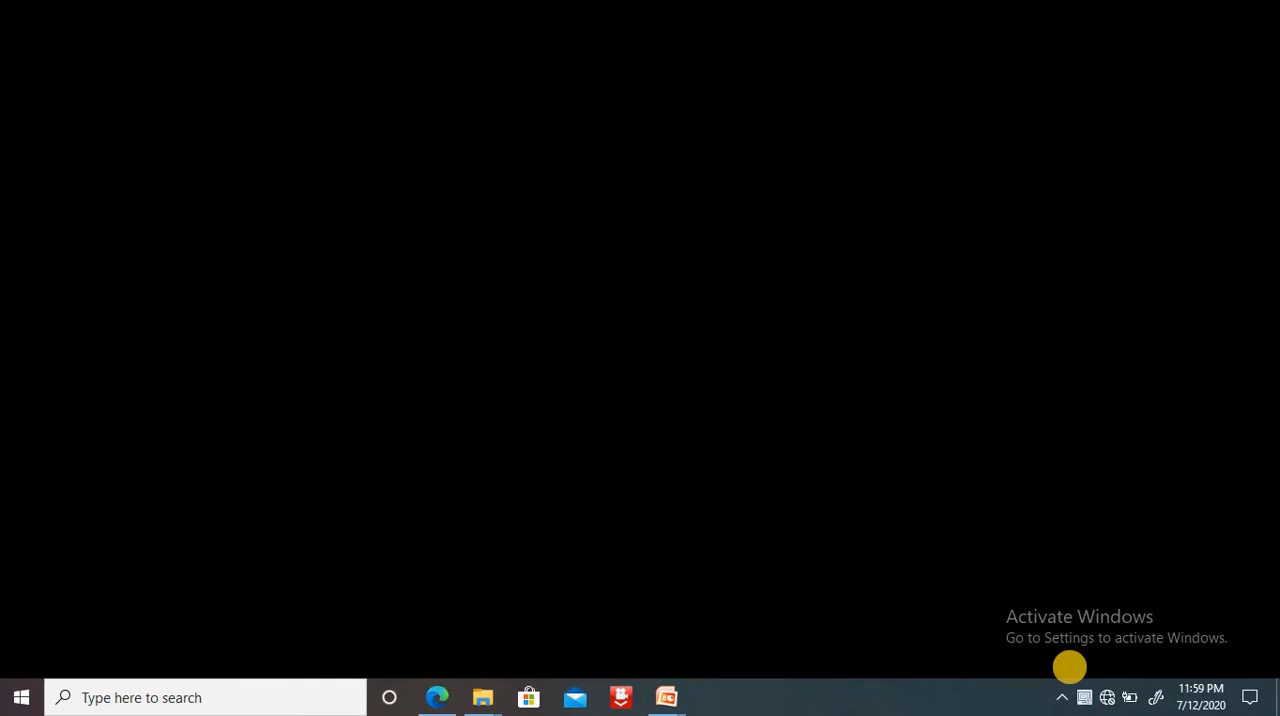 Activate Windows
Go to Settings to activate Windows.
Type here to search
11:59 PM
7/12/2020